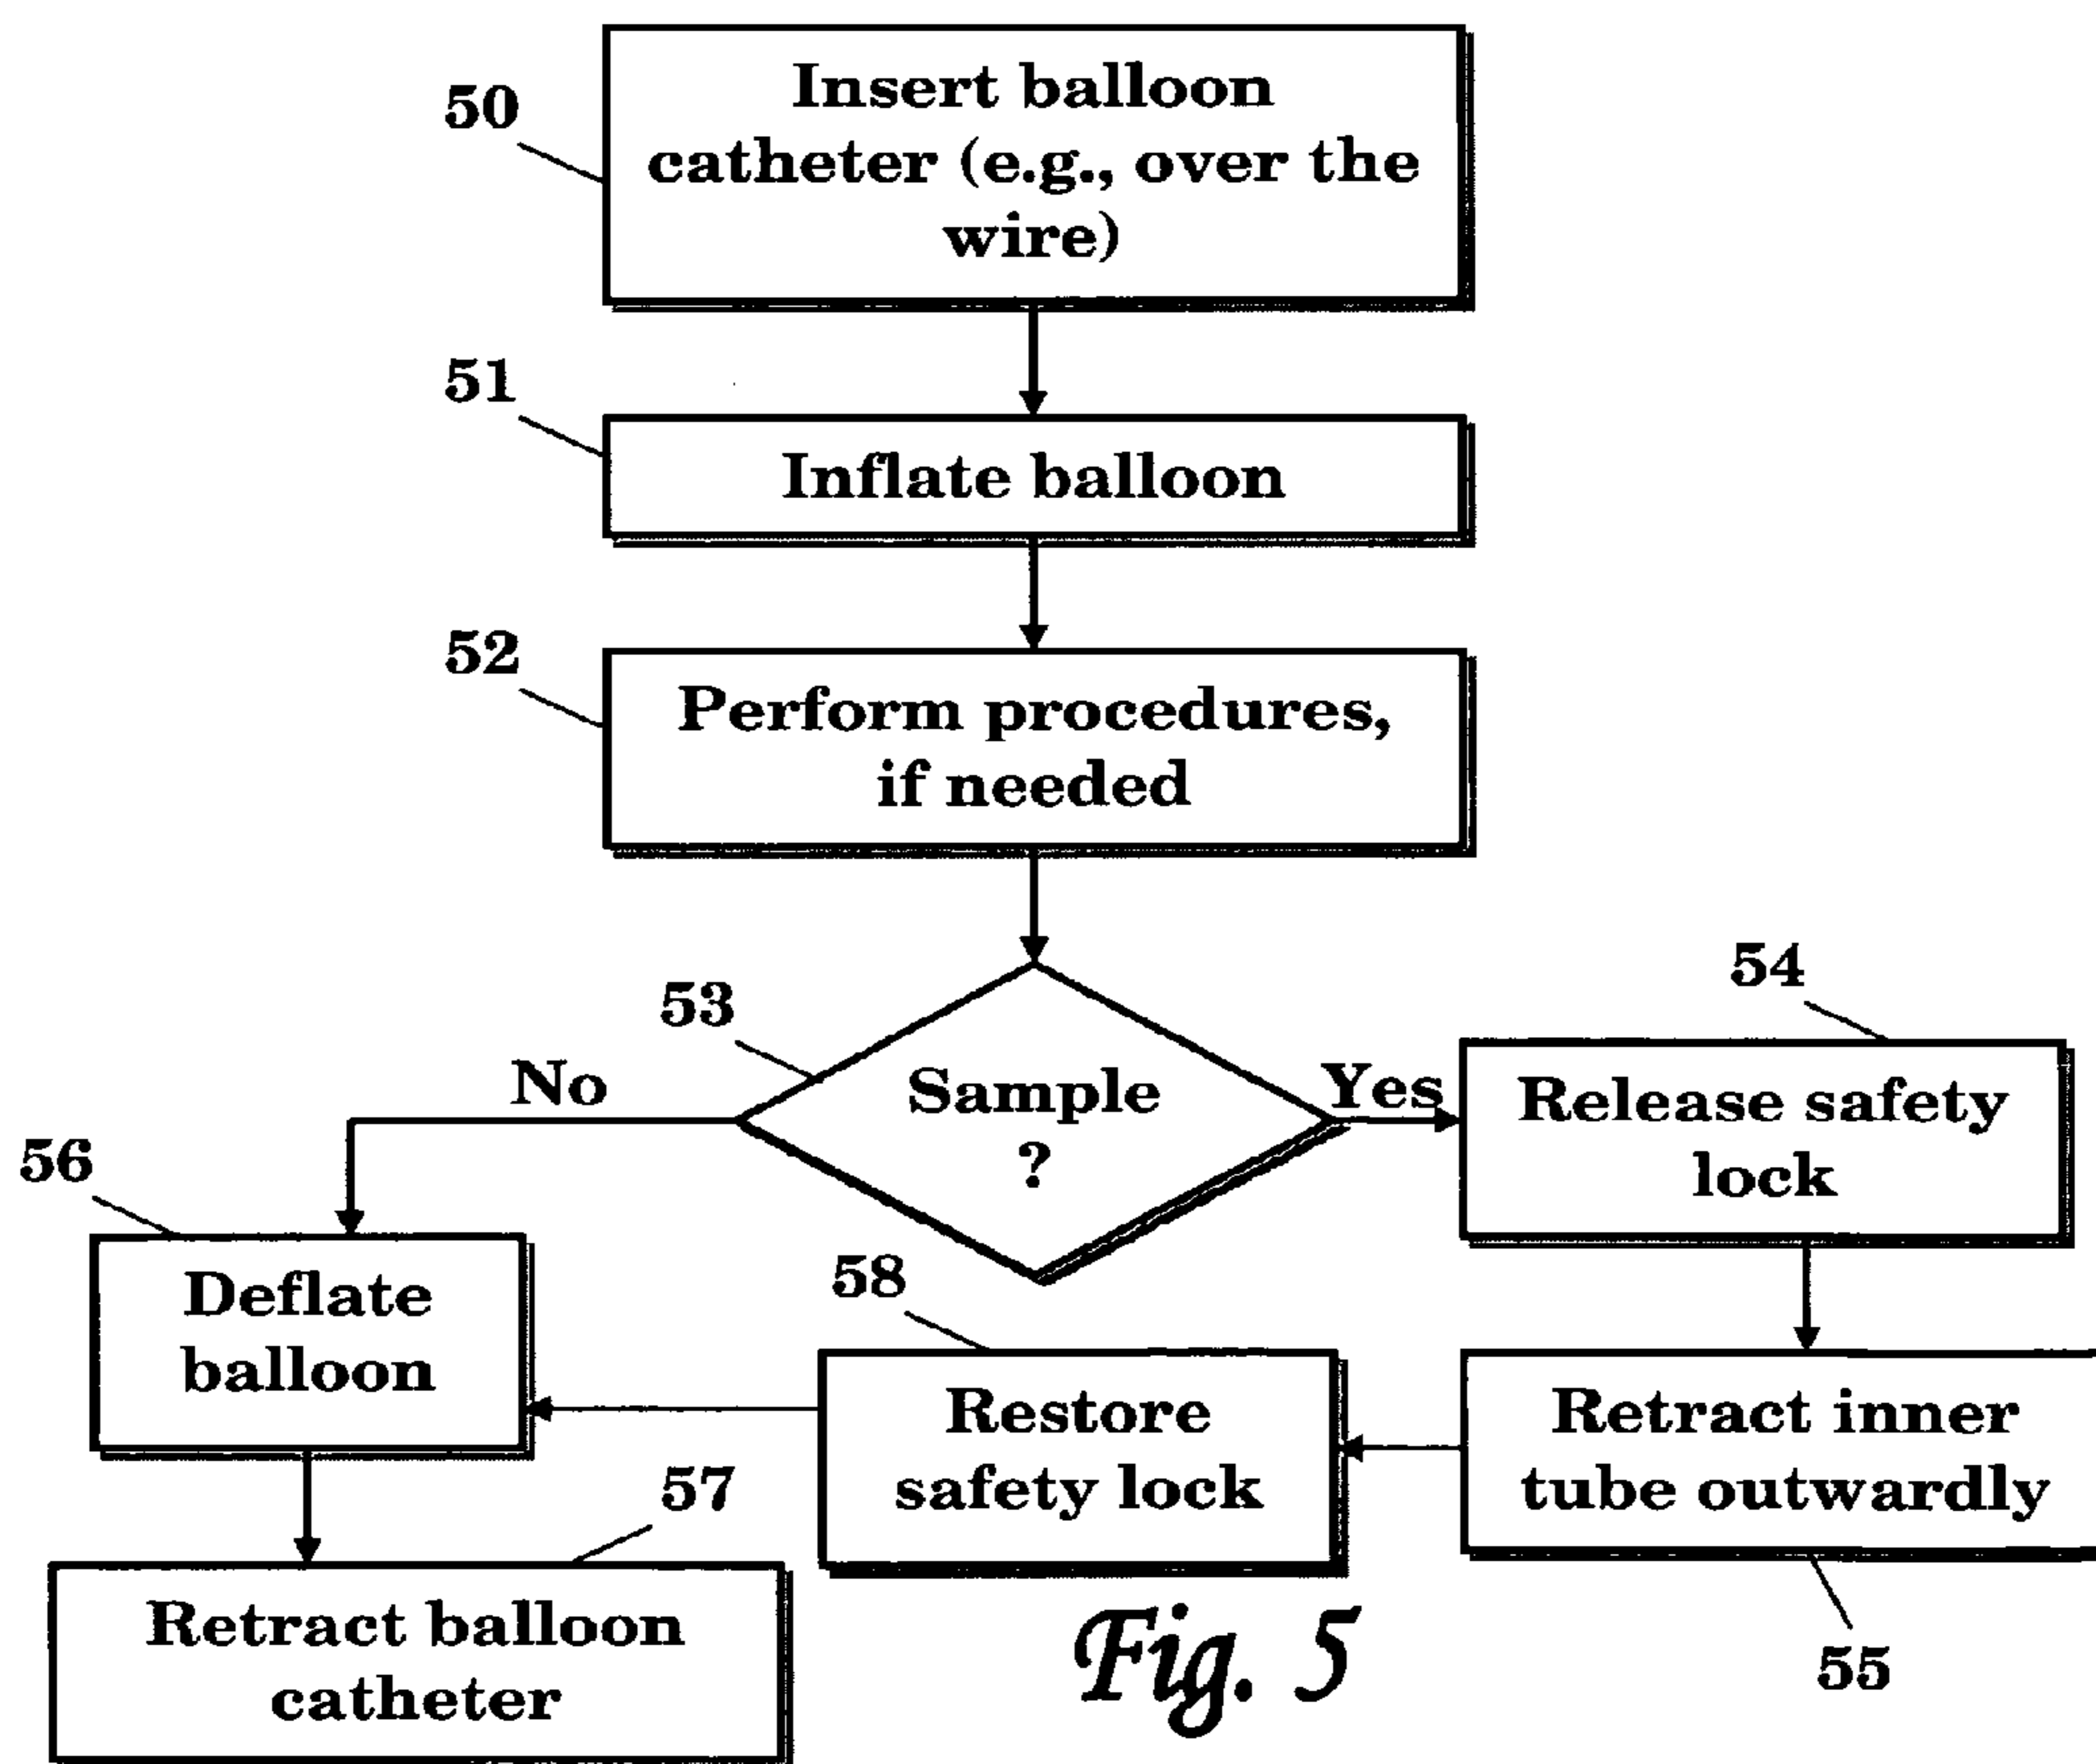 50
Insert balloon
catheter (e.g., over the
wire)
51
Inflate balloon
52
Perform procedures,
if needed
53
Sample
?
No
Yes
54
Release safety
lock
56
Deflate
balloon
58
Restore
safety lock
Retract inner
tube outwardly
55
57
Retract balloon
catheter
Fig. 5